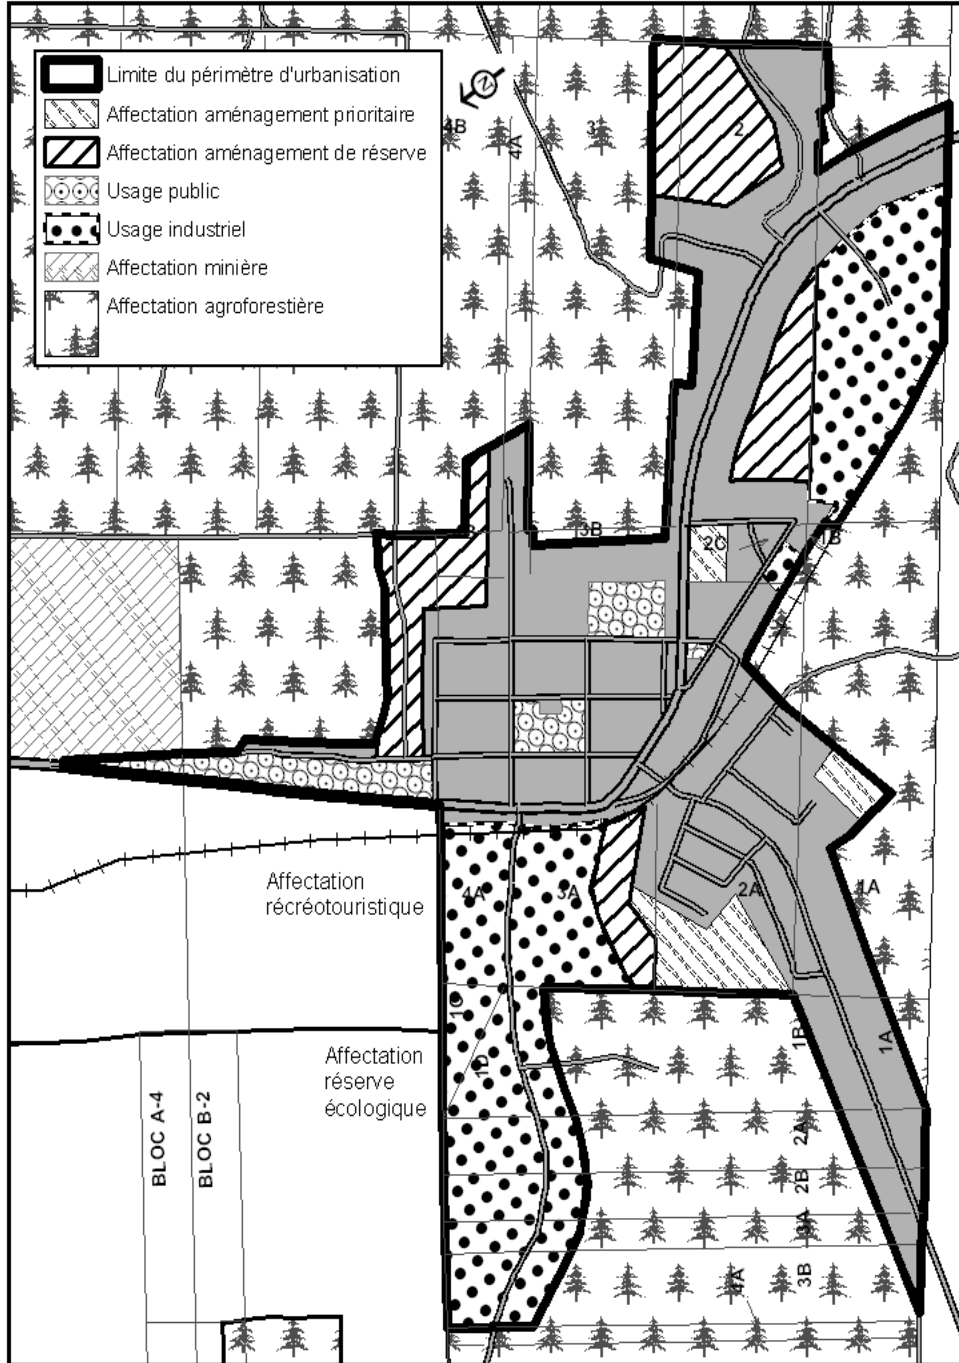 Limite du périmètre d'urbanisation
Affectation aménagement prioritaire
Affectation aménagement de réserve
Usage public
Usage industriel
Affectation minière
Affectation agroforestière
N
4B
4A
3
2
1
3B
2C
1B
4A
3A
2A
1A
Affectation
récréotouristique
1C
1D
1B
1A
Affectation
réserve
écologique
BLOC A-4
BLOC B-2
2A
2B
3A
3B
4A